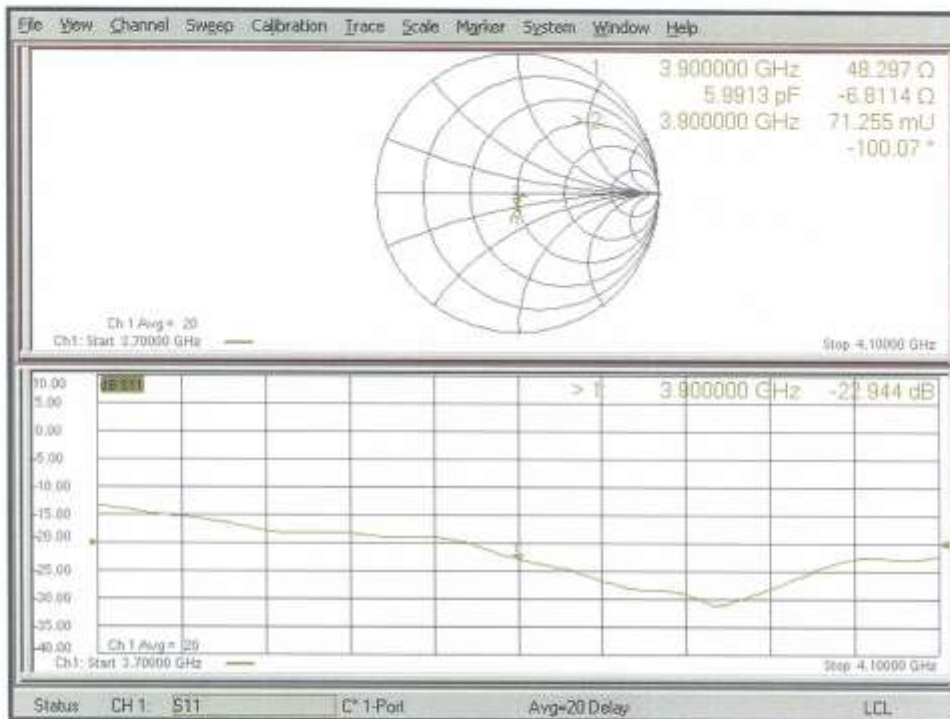 File View Channel Sweep Calibration Trace Scale Marker System Window Help
1: 3.900000 GHz 48.297 Ω
5.9913 pF -6.8114 Ω
> 2: 3.900000 GHz 71.255 mU
-100.07 °
Ch 1 Avg = 20
Ch1: Start 3.70000 GHz
Stop 4.10000 GHz
10.00
dB S11
> 1: 3.900000 GHz -22.944 dB
5.00
0.00
-5.00
-10.00
-15.00
-20.00
-25.00
-30.00
-35.00
-40.00
Ch 1 Avg = 20
Ch1: Start 3.70000 GHz
Stop 4.10000 GHz
Status CH 1: S11 C* 1-Port Avg=20 Delay LCL